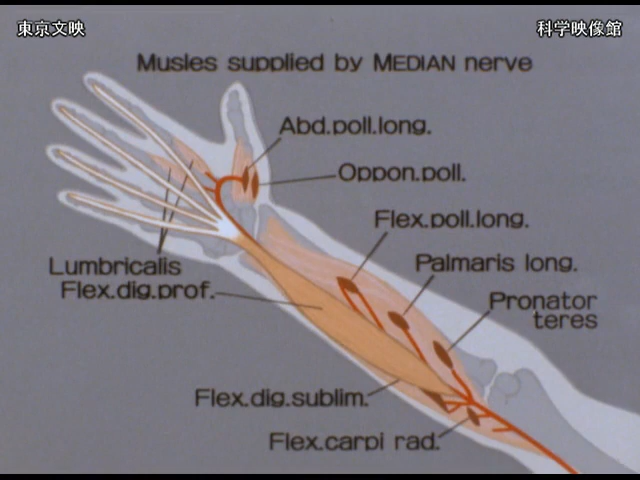 東京文映
科学映像館
Musles supplied by MEDIAN nerve
Abd.poll.long.
Oppon.poll.
Flex.poll.long.
Palmaris long.
Pronator
teres
Lumbricalis
Flex.dig.prof.
Flex.dig.sublim.
Flex.carpi rad.